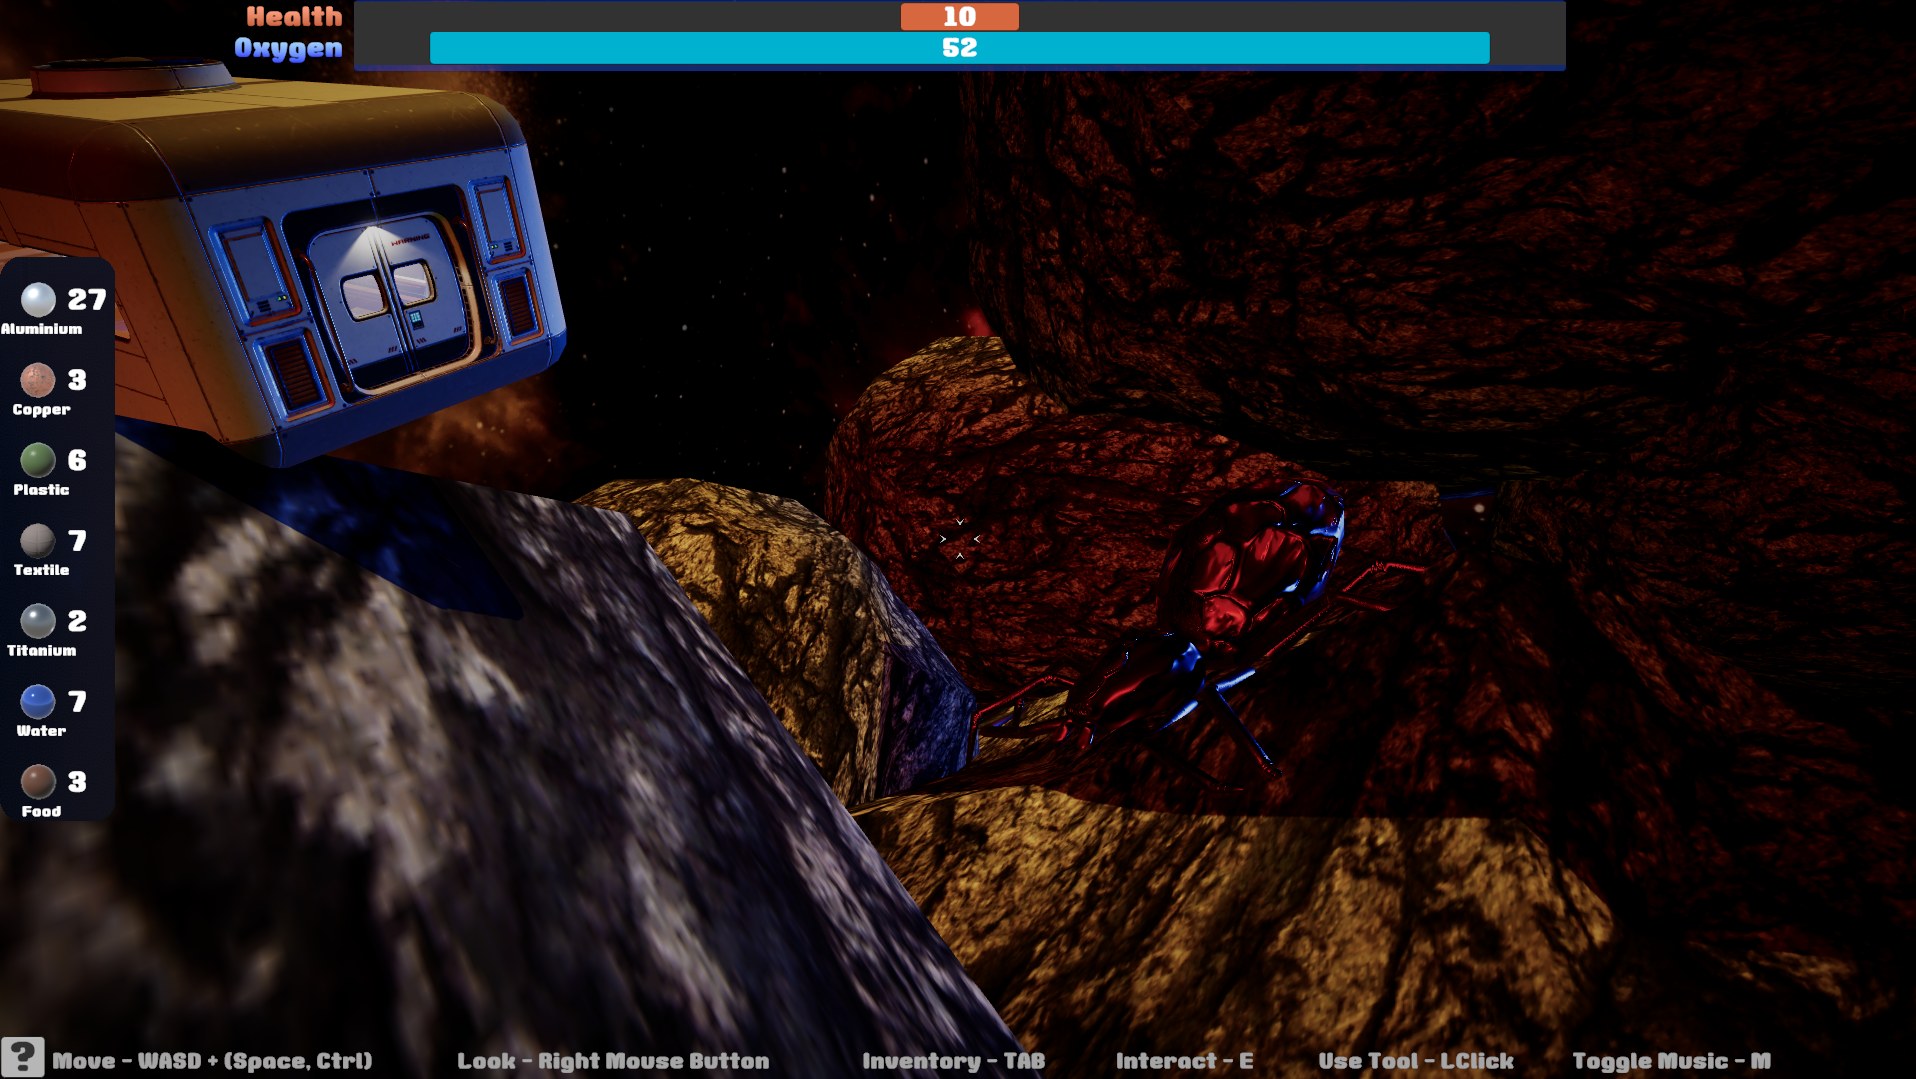 Health 10
Oxygen 52
WARNING
27
Aluminium
3
Copper
6
Plastic
7
Textile
2
Titanium
7
Water
3
Food
? Move - WASD + (Space, Ctrl) Look - Right Mouse Button Inventory - TAB Interact - E Use Tool - LClick Toggle Music - M